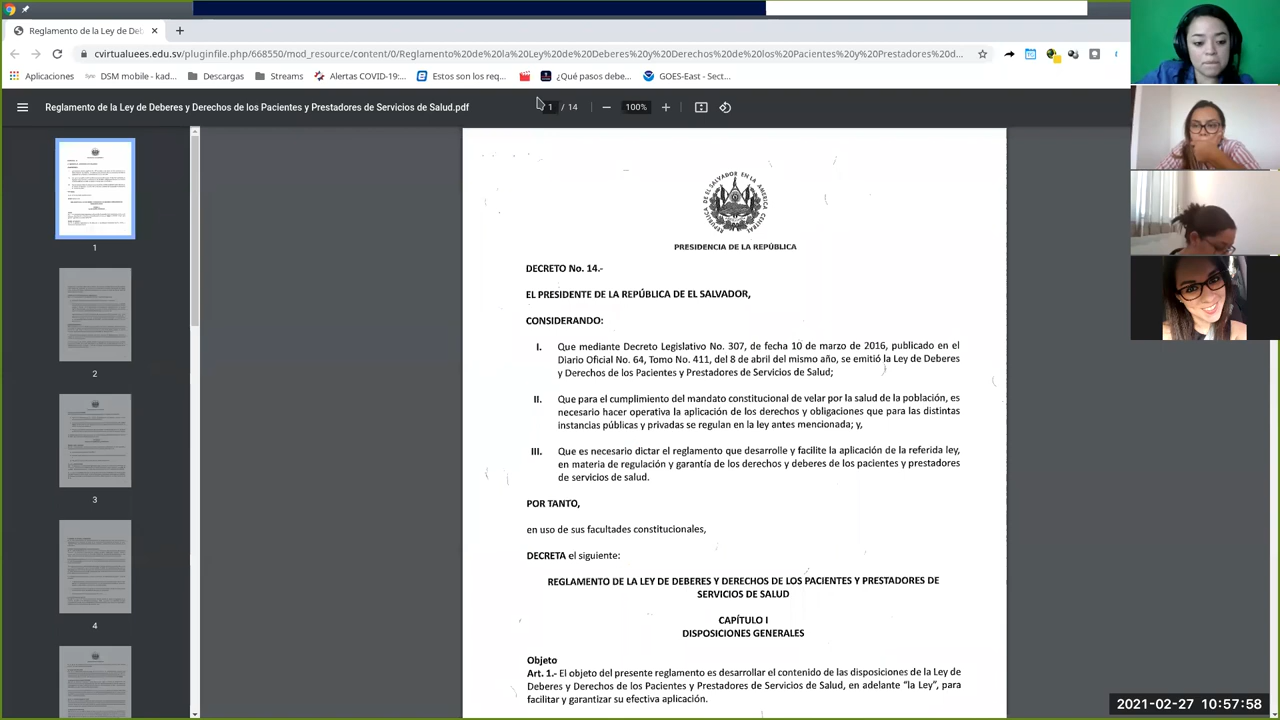 Reglamento de la Ley de Deb
cvirtualuees.edu.sv/pluginfile.php/668550/mod_resource/content/0/Reglamento%20de%20la%20Ley%20de%20Deberes%20y%20Derechos%20de%20los%20Pacientes%20y%20Prestadores%20d...
Aplicaciones DSM mobile - kad... Descargas Streams Alertas COVID-19:... Estos son los req... ¿Qué pasos debe... GOES-East - Sect...
Reglamento de la Ley de Deberes y Derechos de los Pacientes y Prestadores de Servicios de Salud.pdf 1 / 14 100%
1
2
3
4
REPÚBLICA DE EL SALVADOR EN LA AMERICA CENTRAL
PRESIDENCIA DE LA REPÚBLICA
DECRETO No. 14.-
EL PRESIDENTE DE LA REPÚBLICA DE EL SALVADOR,
CONSIDERANDO:
I. Que mediante Decreto Legislativo No. 307, de fecha 10 de marzo de 2016, publicado en el
Diario Oficial No. 64, Tomo No. 411, del 8 de abril del mismo año, se emitió la Ley de Deberes
y Derechos de los Pacientes y Prestadores de Servicios de Salud;
II. Que para el cumplimiento del mandato constitucional de velar por la salud de la población, es
necesario hacer operativa la aplicación de los derechos y obligaciones que para las distintas
instancias públicas y privadas se regulan en la ley antes mencionada; y,
III. Que es necesario dictar el reglamento que desarrolle y facilite la aplicación de la referida ley,
en materia de regulación y garantía de los derechos y deberes de los pacientes y prestadores
de servicios de salud.
POR TANTO,
en uso de sus facultades constitucionales,
DECRETA el siguiente:
REGLAMENTO DE LA LEY DE DEBERES Y DERECHOS DE LOS PACIENTES Y PRESTADORES DE
SERVICIOS DE SALUD
CAPÍTULO I
DISPOSICIONES GENERALES
Objeto
Art. 1.- El objeto del presente reglamento es desarrollar el contenido de las disposiciones de la Ley de
Deberes y Derechos de los Pacientes y Prestadores de Servicios de Salud, en adelante "la Ley", para
facilitar y garantizar su efectiva aplicación.
2021-02-27 10:57:58